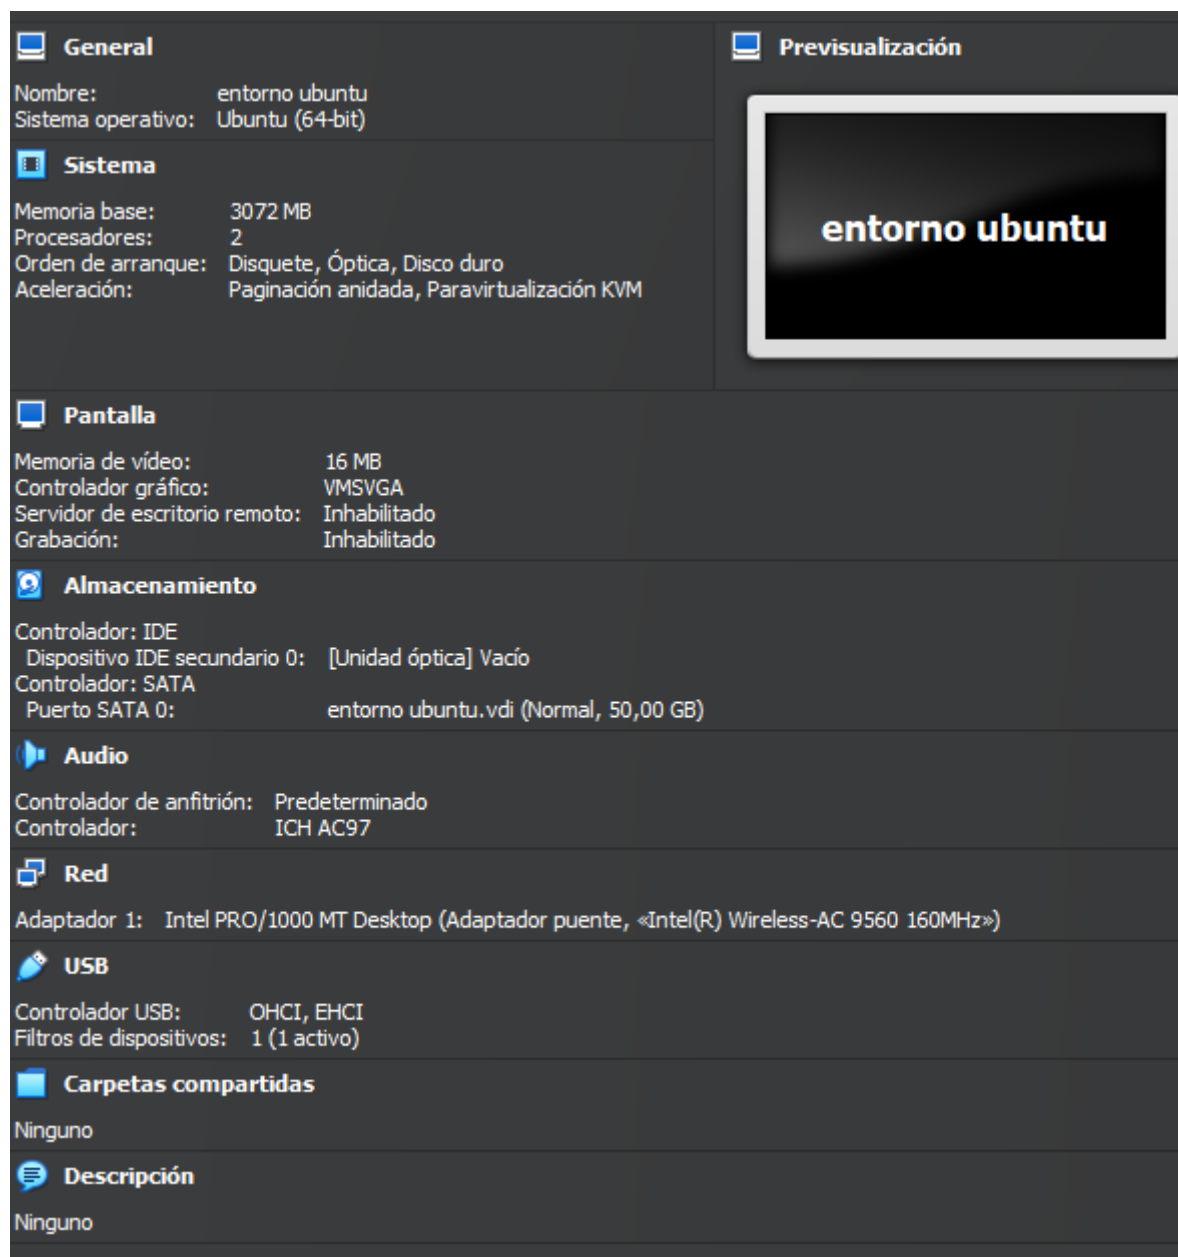 General
Nombre: entorno ubuntu
Sistema operativo: Ubuntu (64-bit)
Previsualización
entorno ubuntu
Sistema
Memoria base: 3072 MB
Procesadores: 2
Orden de arranque: Disquete, Óptica, Disco duro
Aceleración: Paginación anidada, Paravirtualización KVM
Pantalla
Memoria de vídeo: 16 MB
Controlador gráfico: VMSVGA
Servidor de escritorio remoto: Inhabilitado
Grabación: Inhabilitado
Almacenamiento
Controlador: IDE
Dispositivo IDE secundario 0: [Unidad óptica] Vacío
Controlador: SATA
Puerto SATA 0: entorno ubuntu.vdi (Normal, 50,00 GB)
Audio
Controlador de anfitrión: Predeterminado
Controlador: ICH AC97
Red
Adaptador 1: Intel PRO/1000 MT Desktop (Adaptador puente, «Intel(R) Wireless-AC 9560 160MHz»)
USB
Controlador USB: OHCI, EHCI
Filtros de dispositivos: 1 (1 activo)
Carpetas compartidas
Ninguno
Descripción
Ninguno